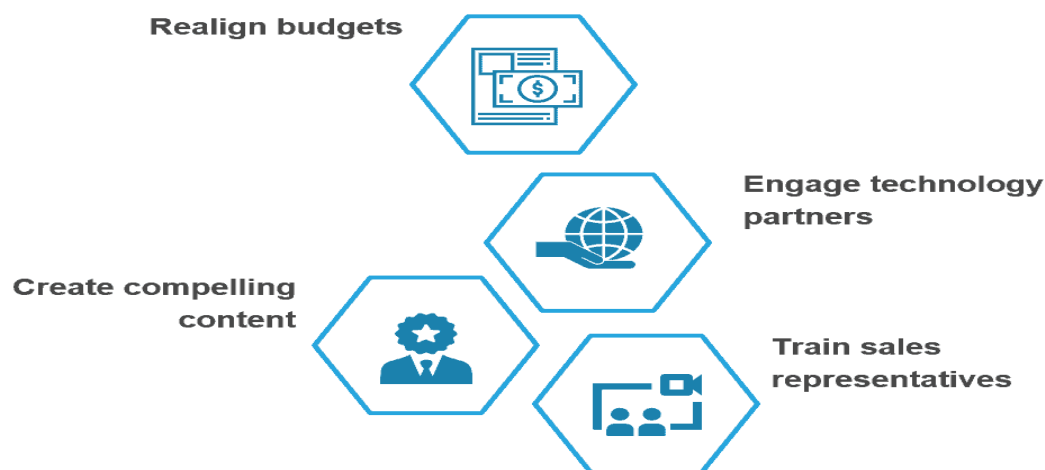 Realign budgets
$
Engage technology
partners
Create compelling
content
Train sales
representatives